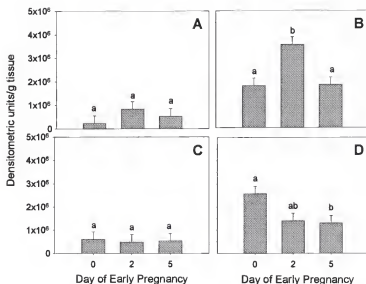 A
B
5x10⁶
4x10⁶
3x10⁶
2x10⁶
1x10⁶
0
a
a
a
a
b
a
Densitometric units/g tissue
C
D
5x10⁶
4x10⁶
3x10⁶
2x10⁶
1x10⁶
0
a
a
a
a
ab
b
0 2 5
0 2 5
Day of Early Pregnancy
Day of Early Pregnancy